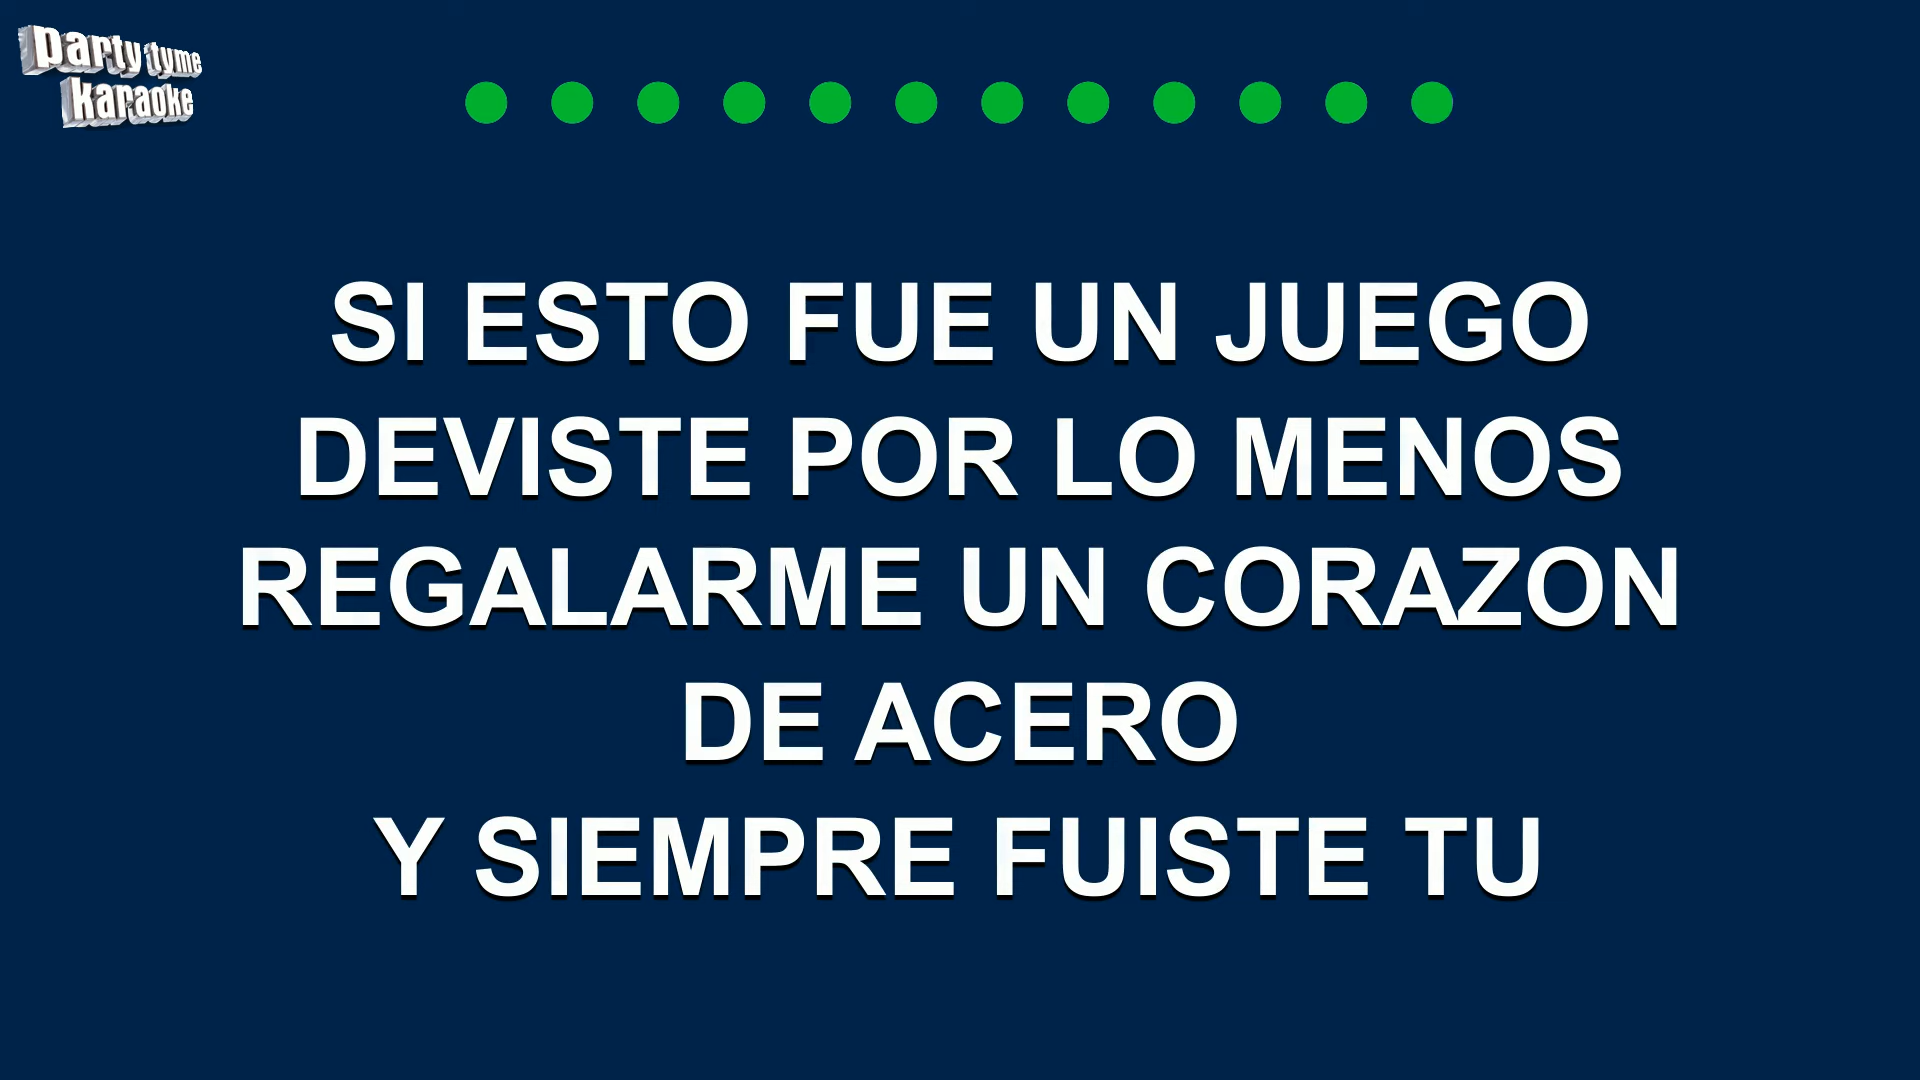 party tyme
karaoke
SI ESTO FUE UN JUEGO
DEVISTE POR LO MENOS
REGALARME UN CORAZON
DE ACERO
Y SIEMPRE FUISTE TU